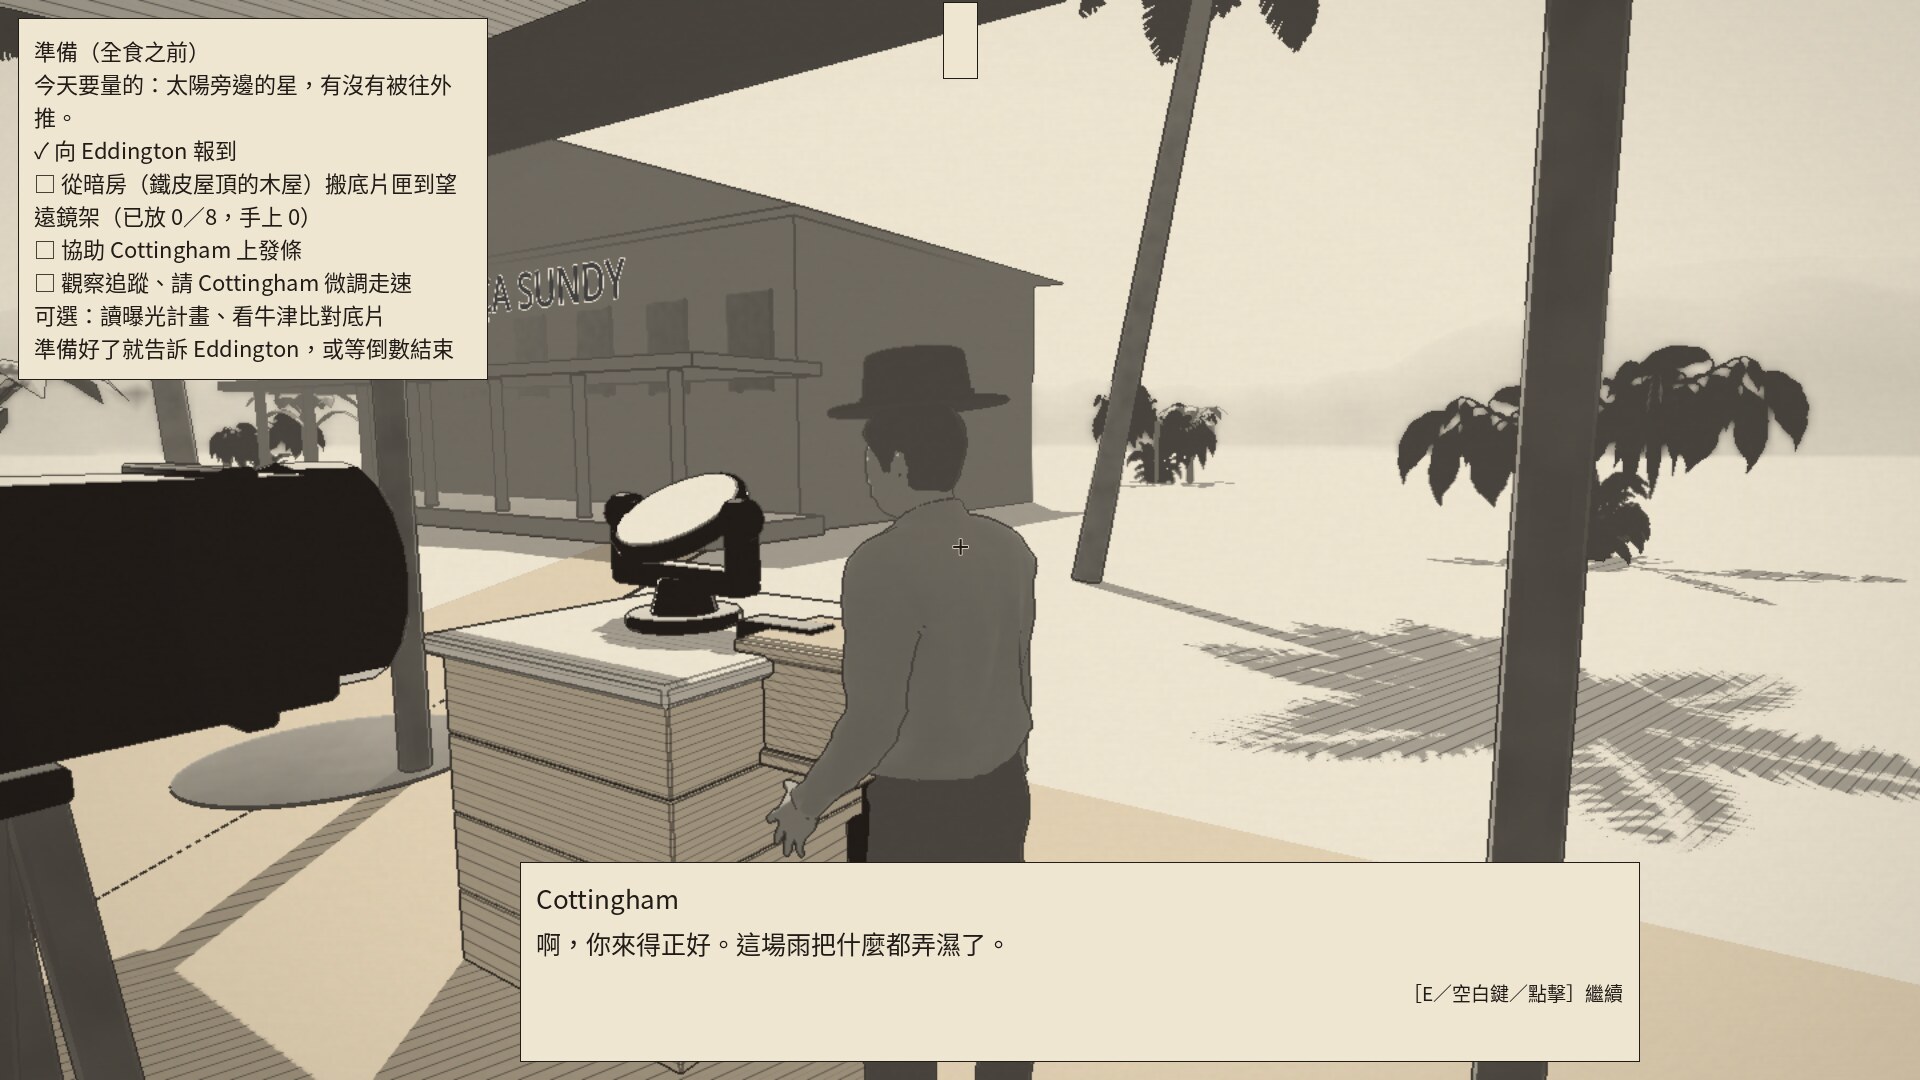 準備（全食之前）
今天要量的：太陽旁邊的星，有沒有被往外
推。
✓ 向 Eddington 報到
□ 從暗房（鐵皮屋頂的木屋）搬底片匣到望
遠鏡架（已放 0／8，手上 0）
□ 協助 Cottingham 上發條
□ 觀察追蹤、請 Cottingham 微調走速
可選：讀曝光計畫、看牛津比對底片
準備好了就告訴 Eddington，或等倒數結束
A SUNDY
Cottingham
啊，你來得正好。這場雨把什麼都弄濕了。
［E／空白鍵／點擊］繼續